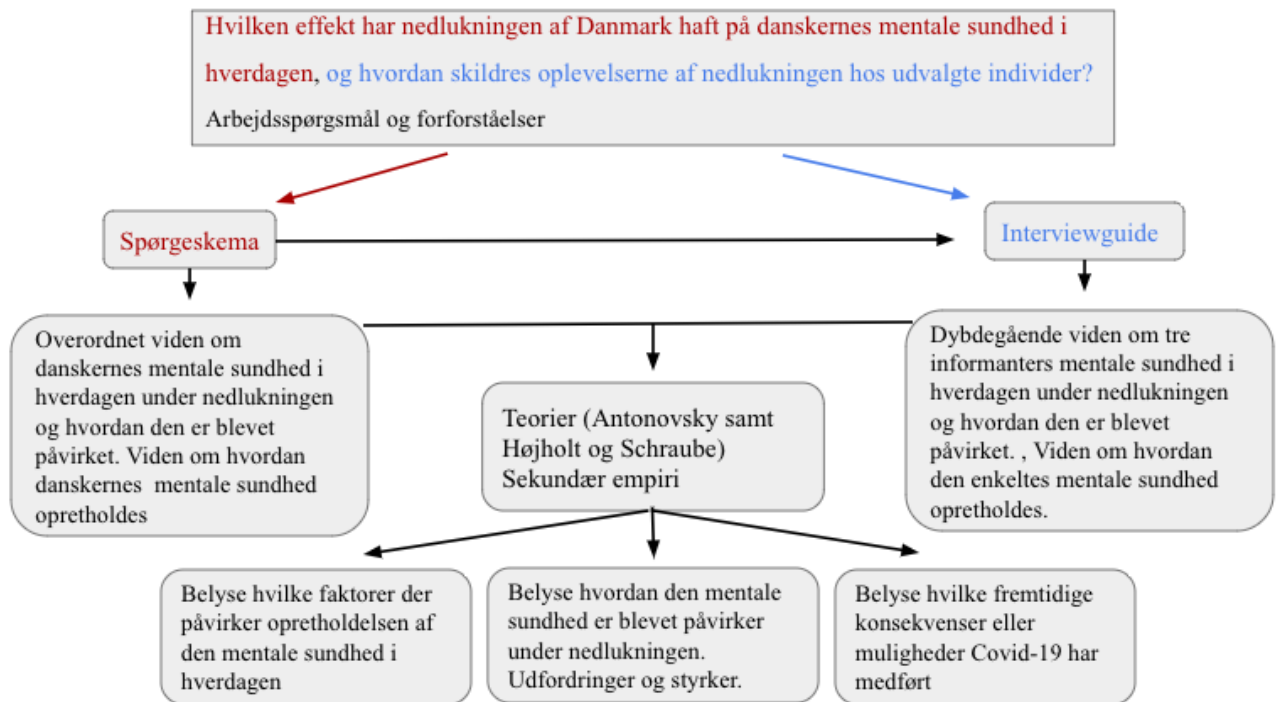 Hvilken effekt har nedlukningen af Danmark haft på danskernes mentale sundhed i
hverdagen, og hvordan skildres oplevelserne af nedlukningen hos udvalgte individer?
Arbejdsspørgsmål og forforståelser
Spørgeskema
Interviewguide
Overordnet viden om
danskernes mentale sundhed i
hverdagen under nedlukningen
og hvordan den er blevet
påvirket. Viden om hvordan
danskernes mentale sundhed
opretholdes
Teorier (Antonovsky samt
Højholt og Schraube)
Sekundær empiri
Dybdegående viden om tre
informanters mentale sundhed i
hverdagen under nedlukningen
og hvordan den er blevet
påvirket. , Viden om hvordan
den enkeltes mentale sundhed
opretholdes.
Belyse hvilke faktorer der
påvirker opretholdelsen af
den mentale sundhed i
hverdagen
Belyse hvordan den mentale
sundhed er blevet påvirker
under nedlukningen.
Udfordringer og styrker.
Belyse hvilke fremtidige
konsekvenser eller
muligheder Covid-19 har
medført